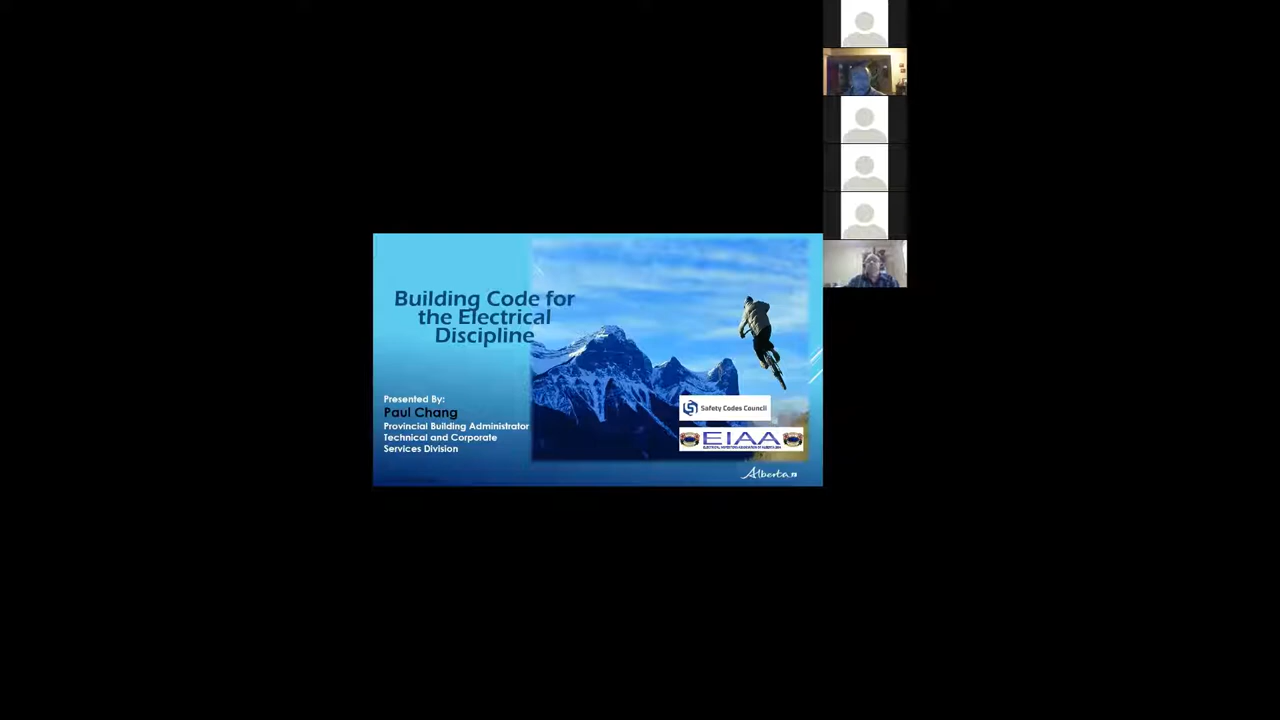 Building Code for
the Electrical
Discipline
Presented By:
Paul Chang
Provincial Building Administrator
Technical and Corporate
Services Division
Safety Codes Council
EIAA
Alberta